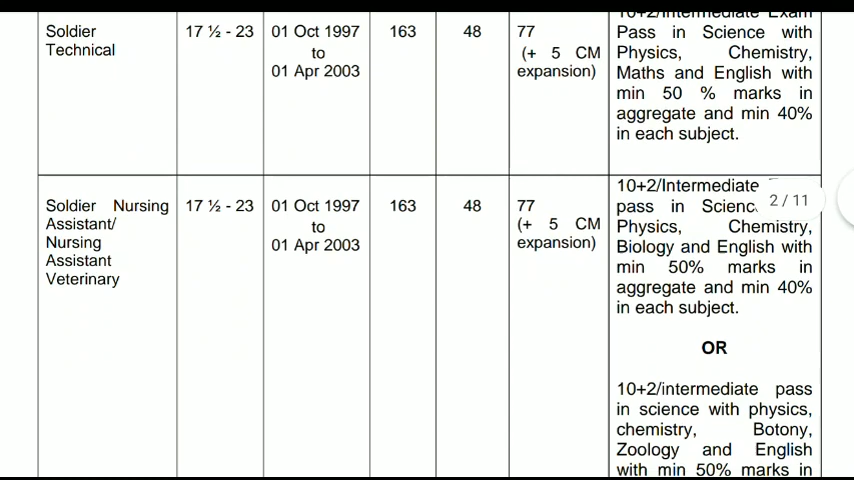 Soldier
Technical
17 ½ - 23
01 Oct 1997
to
01 Apr 2003
163
48
77
(+ 5 CM
expansion)
10+2/Intermediate Exam
Pass in Science with
Physics, Chemistry,
Maths and English with
min 50 % marks in
aggregate and min 40%
in each subject.
Soldier Nursing
Assistant/
Nursing
Assistant
Veterinary
17 ½ - 23
01 Oct 1997
to
01 Apr 2003
163
48
77
(+ 5 CM
expansion)
10+2/Intermediate
pass in
Physics, Chemistry,
Biology and English with
min 50% marks in
aggregate and min 40%
in each subject.
OR
10+2/intermediate pass
in science with physics,
chemistry, Botony,
Zoology and English
with min 50% marks in
2 / 11